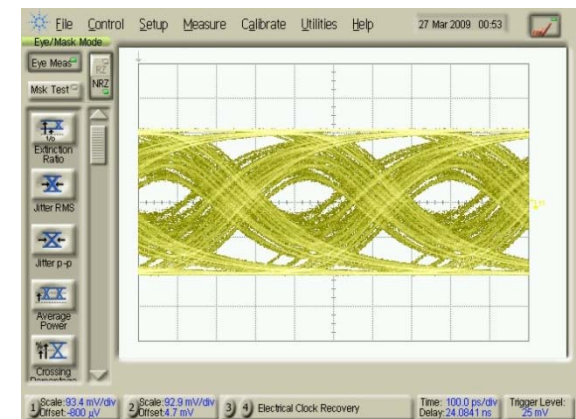 File Control Setup Measure Calibrate Utilities Help 27 Mar 2009 00:53
Eye/Mask Mode
Eye Meas
RZ
NRZ
Msk Test
Extinction
Ratio
Jitter RMS
Jitter p-p
Average
Power
Crossing
1 Scale: 93.4 mV/div
Offset: -800 µV
2 Scale: 92.9 mV/div
Offset: 4.7 mV
3 4 Electrical Clock Recovery
Time: 100.0 ps/div
Delay: 24.0841 ns
Trigger Level:
25 mV